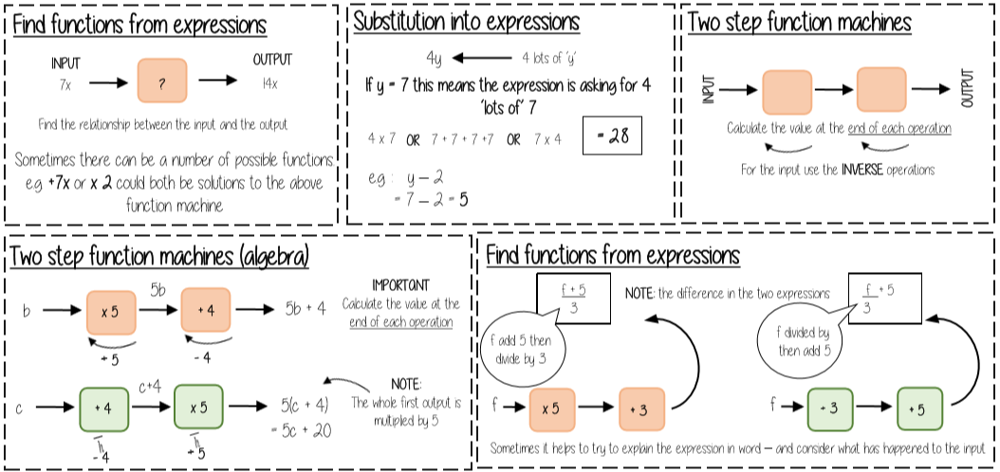 Find functions from expressions
INPUT
7x
?
OUTPUT
14x
Find the relationship between the input and the output
Sometimes there can be a number of possible functions.
e.g +7x or x 2 could both be solutions to the above
function machine
Substitution into expressions
4y
4 lots of 'y'
If y = 7 this means the expression is asking for 4
'lots of' 7
4 x 7 OR 7 + 7 + 7 +7 OR 7 x 4
= 28
eg : y – 2
= 7 – 2 = 5
Two step function machines
INPUT
OUTPUT
Calculate the value at the end of each operation
For the input use the INVERSE operations
Two step function machines (algebra)
b
x 5
5b
+ 4
5b + 4
÷ 5
- 4
IMPORTANT
Calculate the value at the
end of each operation
c
+ 4
c+4
x 5
5(c + 4)
= 5c + 20
- 4
÷ 5
NOTE:
The whole first output is
multipled by 5
Find functions from expressions
f + 5
3
NOTE: the difference in the two expressions
f + 5
3
f add 5 then
divide by 3
f divided by
then add 5
f
x 5
÷ 3
f
÷ 3
+ 5
Sometimes it helps to try to explain the expression in word – and consider what has happened to the input